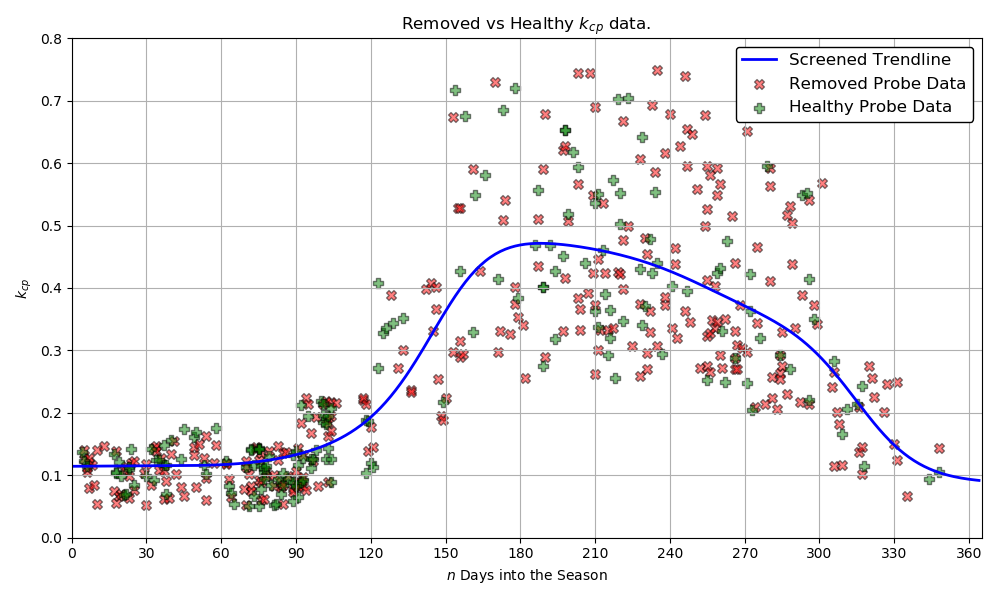 Removed vs Healthy k_cp data.
0.8
0.7
0.6
0.5
0.4
0.3
0.2
0.1
0.0
k_cp
Screened Trendline
Removed Probe Data
Healthy Probe Data
0 30 60 90 120 150 180 210 240 270 300 330 360
n Days into the Season